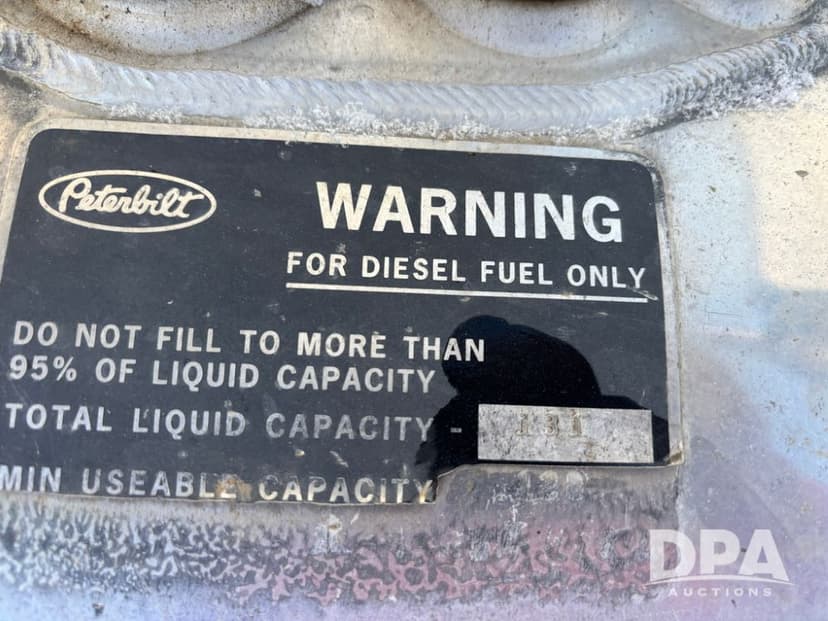 Peterbilt
WARNING
FOR DIESEL FUEL ONLY
DO NOT FILL TO MORE THAN
95% OF LIQUID CAPACITY
TOTAL LIQUID CAPACITY - 131
MIN USEABLE CAPACITY
DPA
AUCTIONS